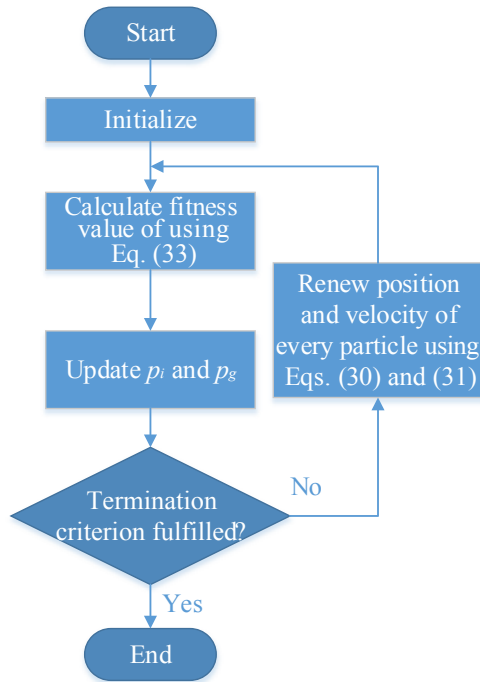 Start
Initialize
Calculate fitness
value of using
Eq. (33)
Update pi and pg
Renew position
and velocity of
every particle using
Eqs. (30) and (31)
Termination
criterion fulfilled?
No
Yes
End